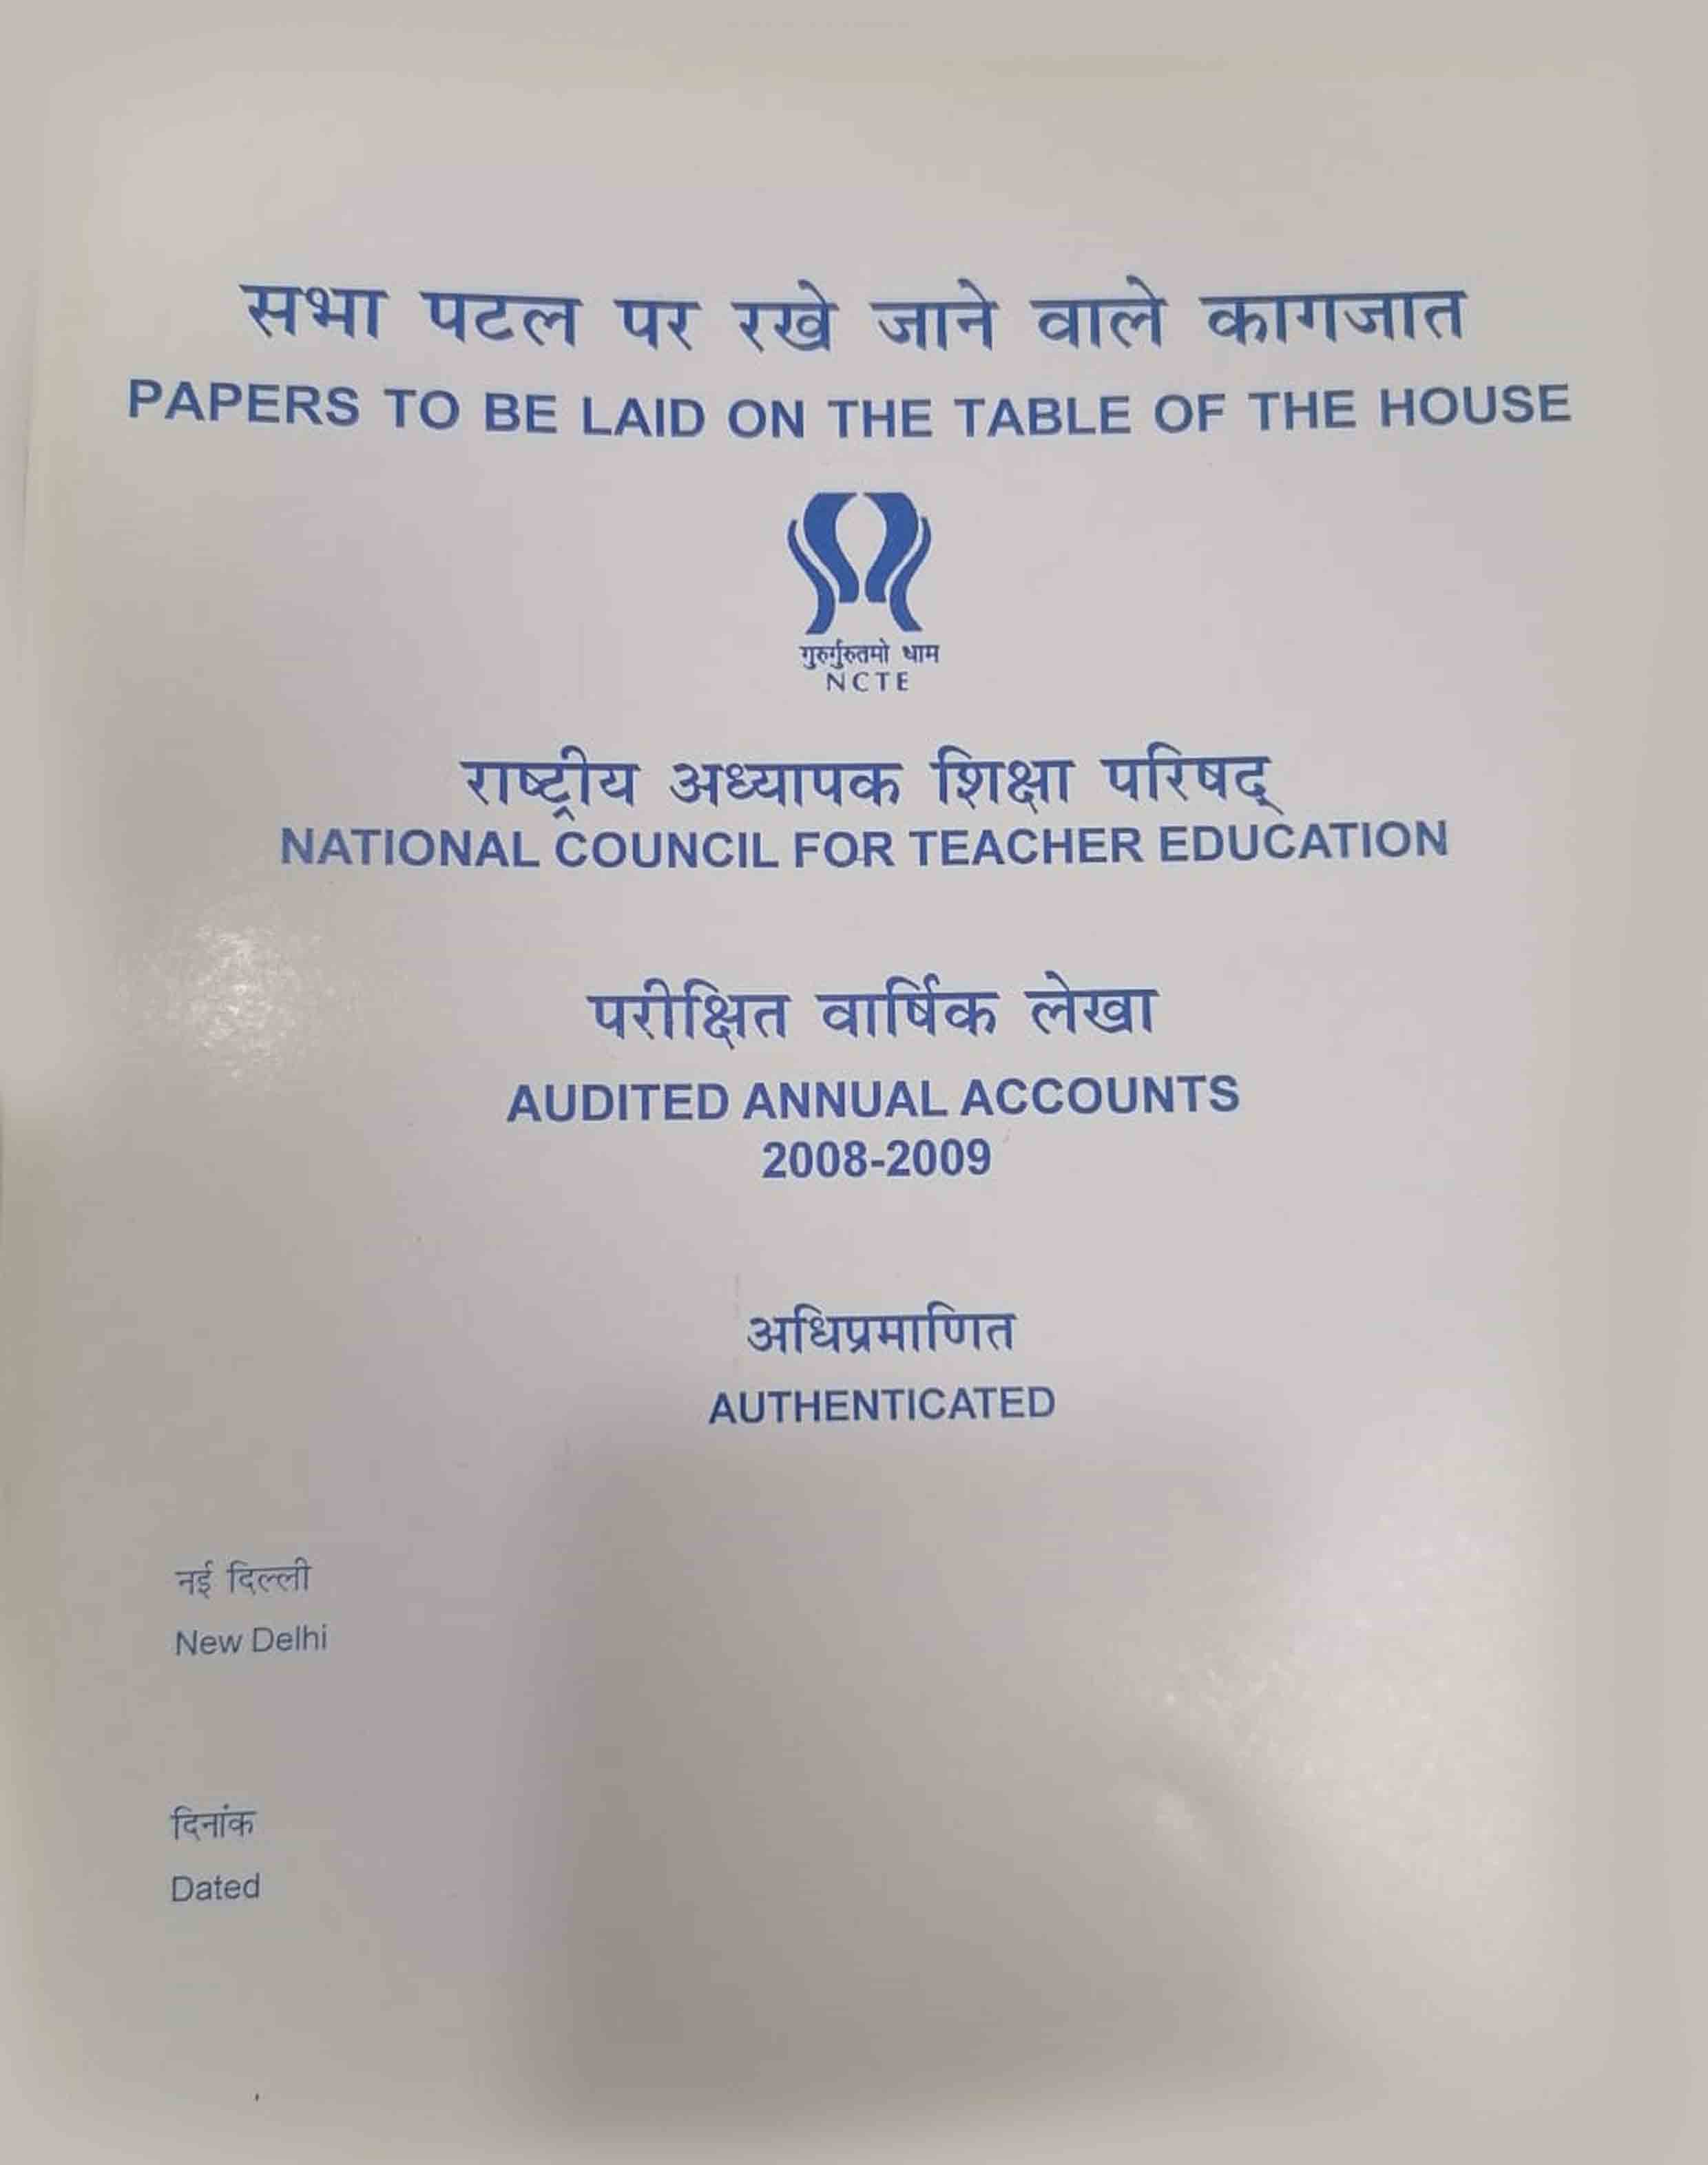 सभा पटल पर रखे जाने वाले कागजात
PAPERS TO BE LAID ON THE TABLE OF THE HOUSE
गुरुर्गुरुतमो धाम
NCTE
राष्ट्रीय अध्यापक शिक्षा परिषद्
NATIONAL COUNCIL FOR TEACHER EDUCATION
परीक्षित वार्षिक लेखा
AUDITED ANNUAL ACCOUNTS
2008-2009
अधिप्रमाणित
AUTHENTICATED
नई दिल्ली
New Delhi
दिनांक
Dated